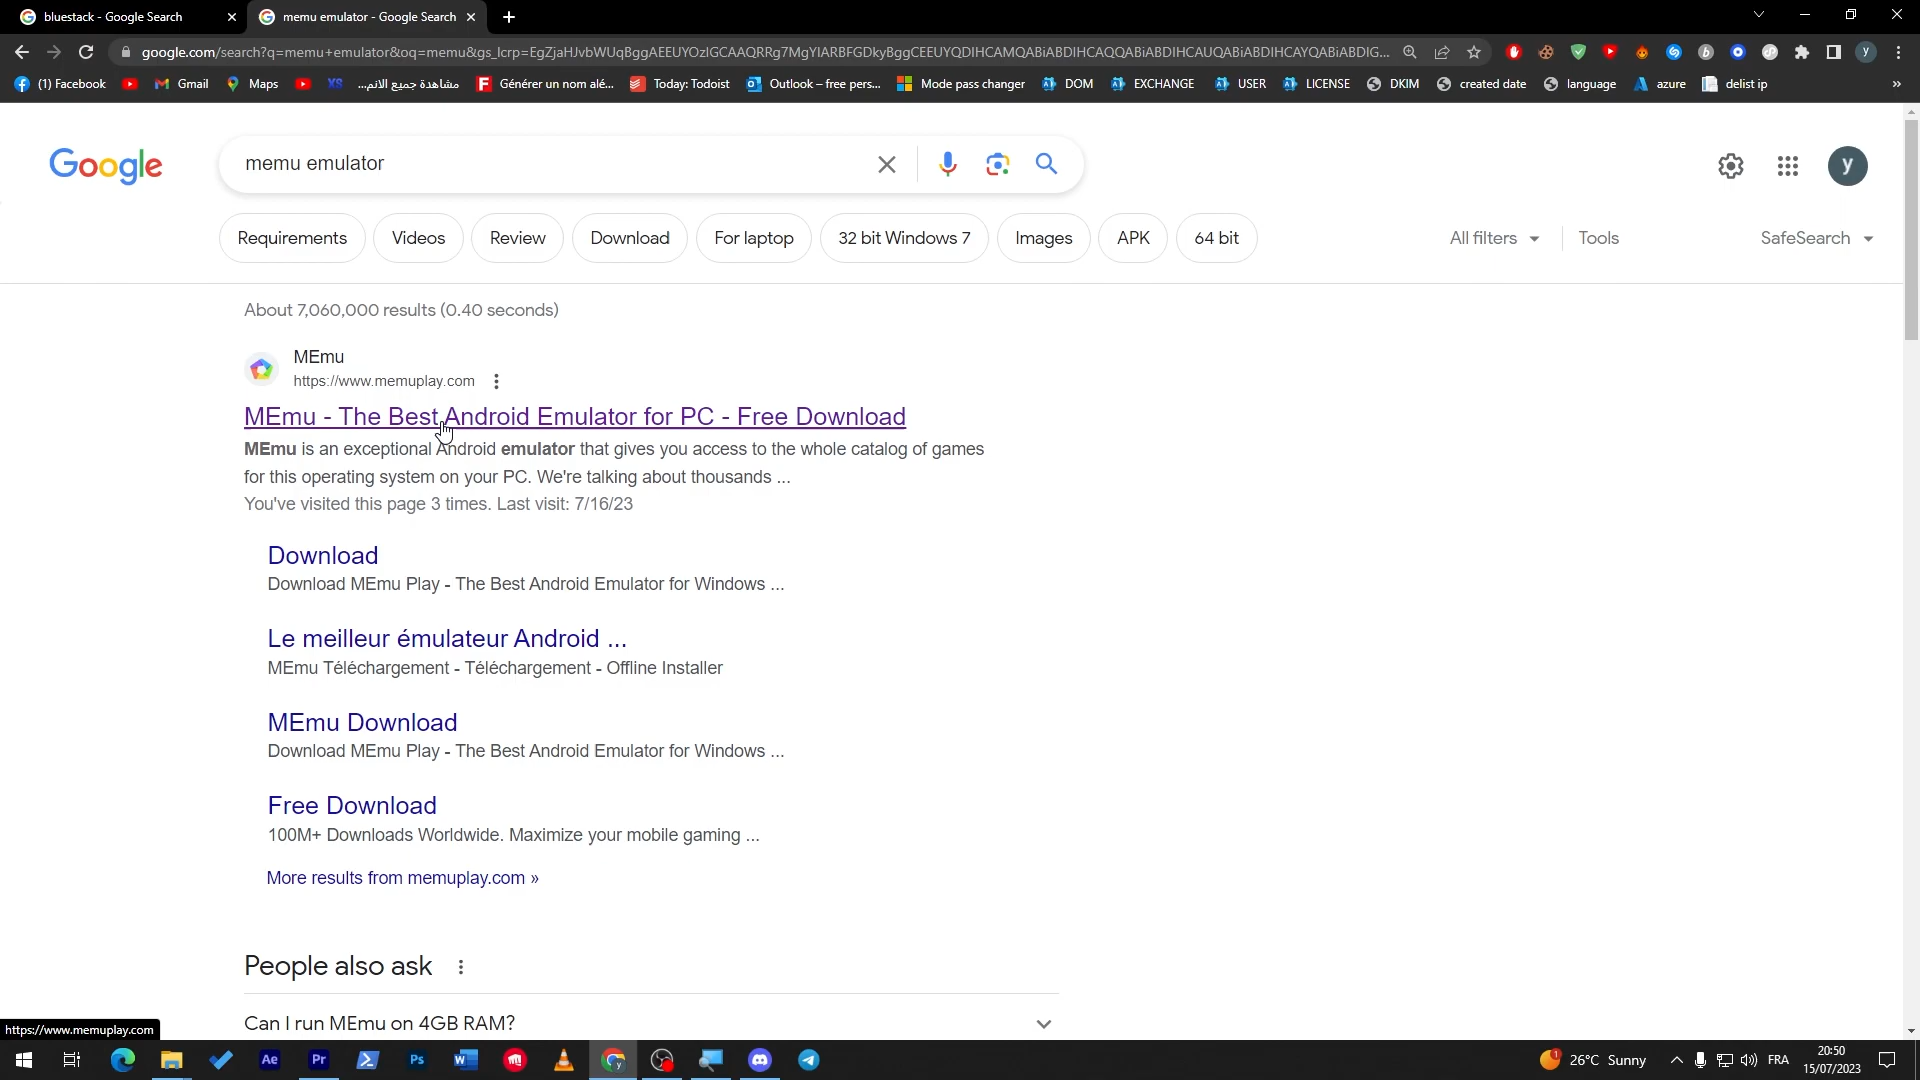 bluestack - Google Search
memu emulator - Google Search
google.com/search?q=memu+emulator&oq=memu&gs_lcrp=EgZjaHJvbWUqBggAEEUYOzIGCAAQRRg7MgYIARBFGDkyBggCEEUYQDIHCAMQABiABDIHCAQQABiABDIHCAUQABiABDIHCAYQABiABDIG...
(1) Facebook
Gmail
Maps
مشاهدة جميع الانم...
Générer un nom alé...
Today: Todoist
Outlook – free pers...
Mode pass changer
DOM
EXCHANGE
USER
LICENSE
DKIM
created date
language
azure
delist ip
»
Google
memu emulator
y
Requirements
Videos
Review
Download
For laptop
32 bit Windows 7
Images
APK
64 bit
All filters
Tools
SafeSearch
About 7,060,000 results (0.40 seconds)
MEmu
https://www.memuplay.com
MEmu - The Best Android Emulator for PC - Free Download
MEmu is an exceptional Android emulator that gives you access to the whole catalog of games
for this operating system on your PC. We're talking about thousands ...
You've visited this page 3 times. Last visit: 7/16/23
Download
Download MEmu Play - The Best Android Emulator for Windows ...
Le meilleur émulateur Android ...
MEmu Téléchargement - Téléchargement - Offline Installer
MEmu Download
Download MEmu Play - The Best Android Emulator for Windows ...
Free Download
100M+ Downloads Worldwide. Maximize your mobile gaming ...
More results from memuplay.com »
People also ask
Can I run MEmu on 4GB RAM?
https://www.memuplay.com
Ae
Pr
Ps
26°C Sunny
FRA
20:50
15/07/2023